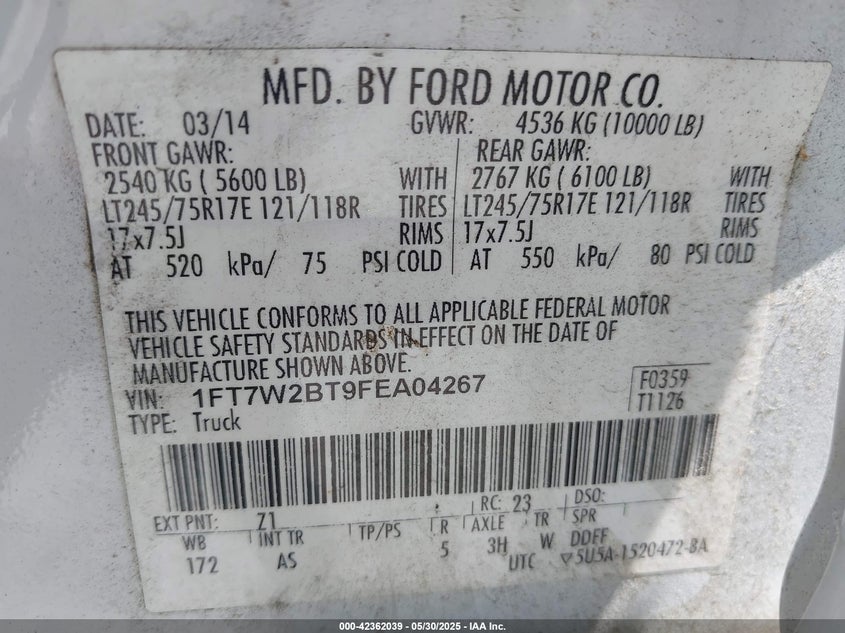 MFD. BY FORD MOTOR CO.
DATE: 03/14 GVWR: 4536 KG (10000 LB)
FRONT GAWR: REAR GAWR:
2540 KG ( 5600 LB) WITH 2767 KG ( 6100 LB) WITH
LT245/75R17E 121/118R TIRES LT245/75R17E 121/118R TIRES
17x7.5J RIMS 17x7.5J RIMS
AT 520 kPa/ 75 PSI COLD AT 550 kPa/ 80 PSI COLD
THIS VEHICLE CONFORMS TO ALL APPLICABLE FEDERAL MOTOR
VEHICLE SAFETY STANDARDS IN EFFECT ON THE DATE OF
MANUFACTURE SHOWN ABOVE.
VIN: 1FT7W2BT9FEA04267 F0359
TYPE: Truck T1126
EXT PNT: Z1 RC: 23 DSO:
WB INT TR TP/PS R AXLE TR SPR
172 AS 5 3H W DDFF
UTC ▽5U5A-1520472-BA
000-42362039 - 05/30/2025 - IAA Inc.